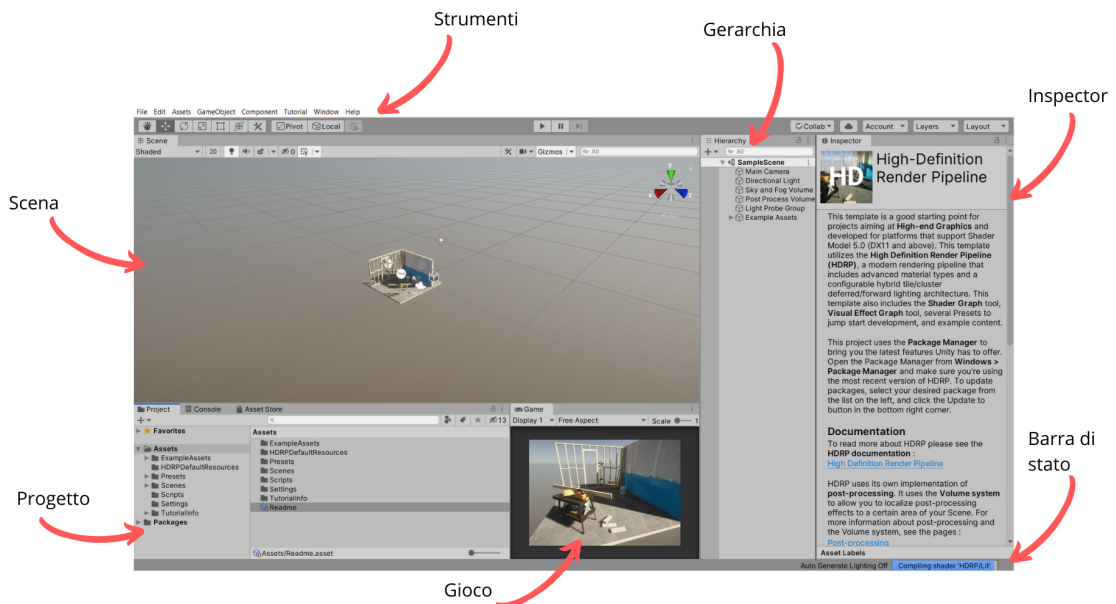 Strumenti
Gerarchia
Inspector
Scena
Progetto
Gioco
Barra di
stato
File Edit Assets GameObject Component Tutorial Window Help
Pivot Local
Collab Account Layers Layout
Scene
Shaded 2D 0 Gizmos All
Y
Hierarchy
All
SampleScene
Main Camera
Directional Light
Sky and Fog Volume
Post Process Volume
Light Probe Group
Example Assets
Inspector
HD
High-Definition
Render Pipeline
This template is a good starting point for
projects aiming at High-end Graphics and
developed for platforms that support Shader
Model 5.0 (DX11 and above). This template
utilizes the High Definition Render Pipeline
(HDRP), a modern rendering pipeline that
includes advanced material types and a
configurable hybrid tile/cluster
deferred/forward lighting architecture. This
template also includes the Shader Graph tool,
Visual Effect Graph tool, several Presets to
jump start development, and example content.
This project uses the Package Manager to
bring you the latest features Unity has to offer.
Open the Package Manager from Windows >
Package Manager and make sure you're using
the most recent version of HDRP. To update
packages, select your desired package from
the list on the left, and click the Update to
button in the bottom right corner.
Documentation
To read more about HDRP please see the
HDRP documentation :
High Definition Render Pipeline
HDRP uses its own implementation of
post-processing. It uses the Volume system
to allow you to localize post-processing
effects to a certain area of your Scene. For
more information about post-processing and
the Volume system, see the pages :
Post-processing
Asset Labels
Project Console Asset Store
13
Favorites
Assets
ExampleAssets
HDRPDefaultResources
Presets
Scenes
Scripts
Settings
TutorialInfo
Packages
Assets
ExampleAssets
HDRPDefaultResources
Presets
Scenes
Scripts
Settings
TutorialInfo
Readme
Assets/Readme.asset
Game
Display 1 Free Aspect Scale 1
Auto Generate Lighting Off Compiling shader 'HDRP/Lit'